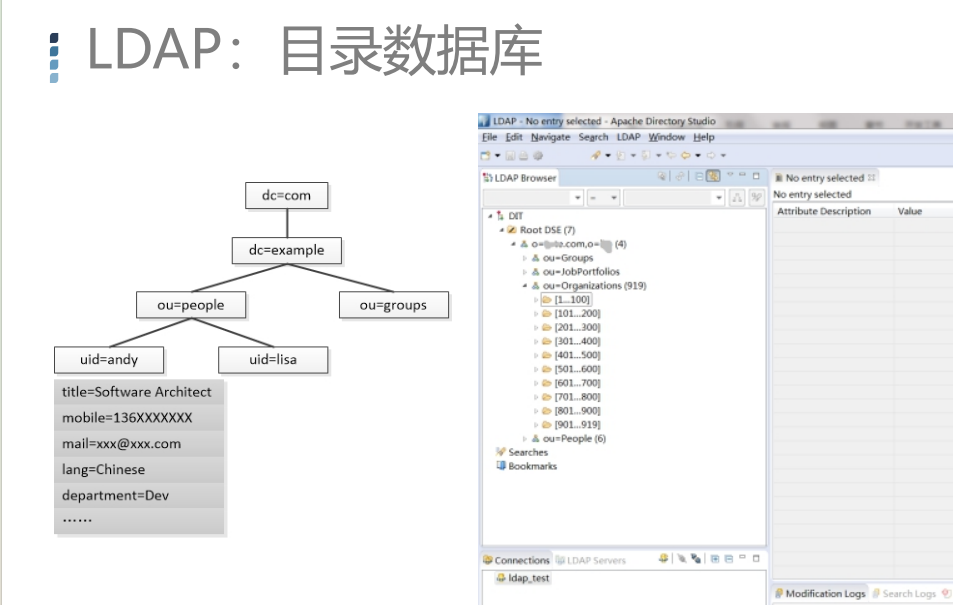 LDAP：目录数据库
dc=com
dc=example
ou=people
ou=groups
uid=andy
uid=lisa
title=Software Architect
mobile=136XXXXXXX
mail=xxx@xxx.com
lang=Chinese
department=Dev
……
LDAP - No entry selected - Apache Directory Studio
File Edit Navigate Search LDAP Window Help
LDAP Browser
=
DIT
Root DSE (7)
o= .com,o= (4)
ou=Groups
ou=JobPortfolios
ou=Organizations (919)
[1...100]
[101...200]
[201...300]
[301...400]
[401...500]
[501...600]
[601...700]
[701...800]
[801...900]
[901...919]
ou=People (6)
Searches
Bookmarks
Connections LDAP Servers
ldap_test
No entry selected
No entry selected
Attribute Description Value
Modification Logs Search Logs